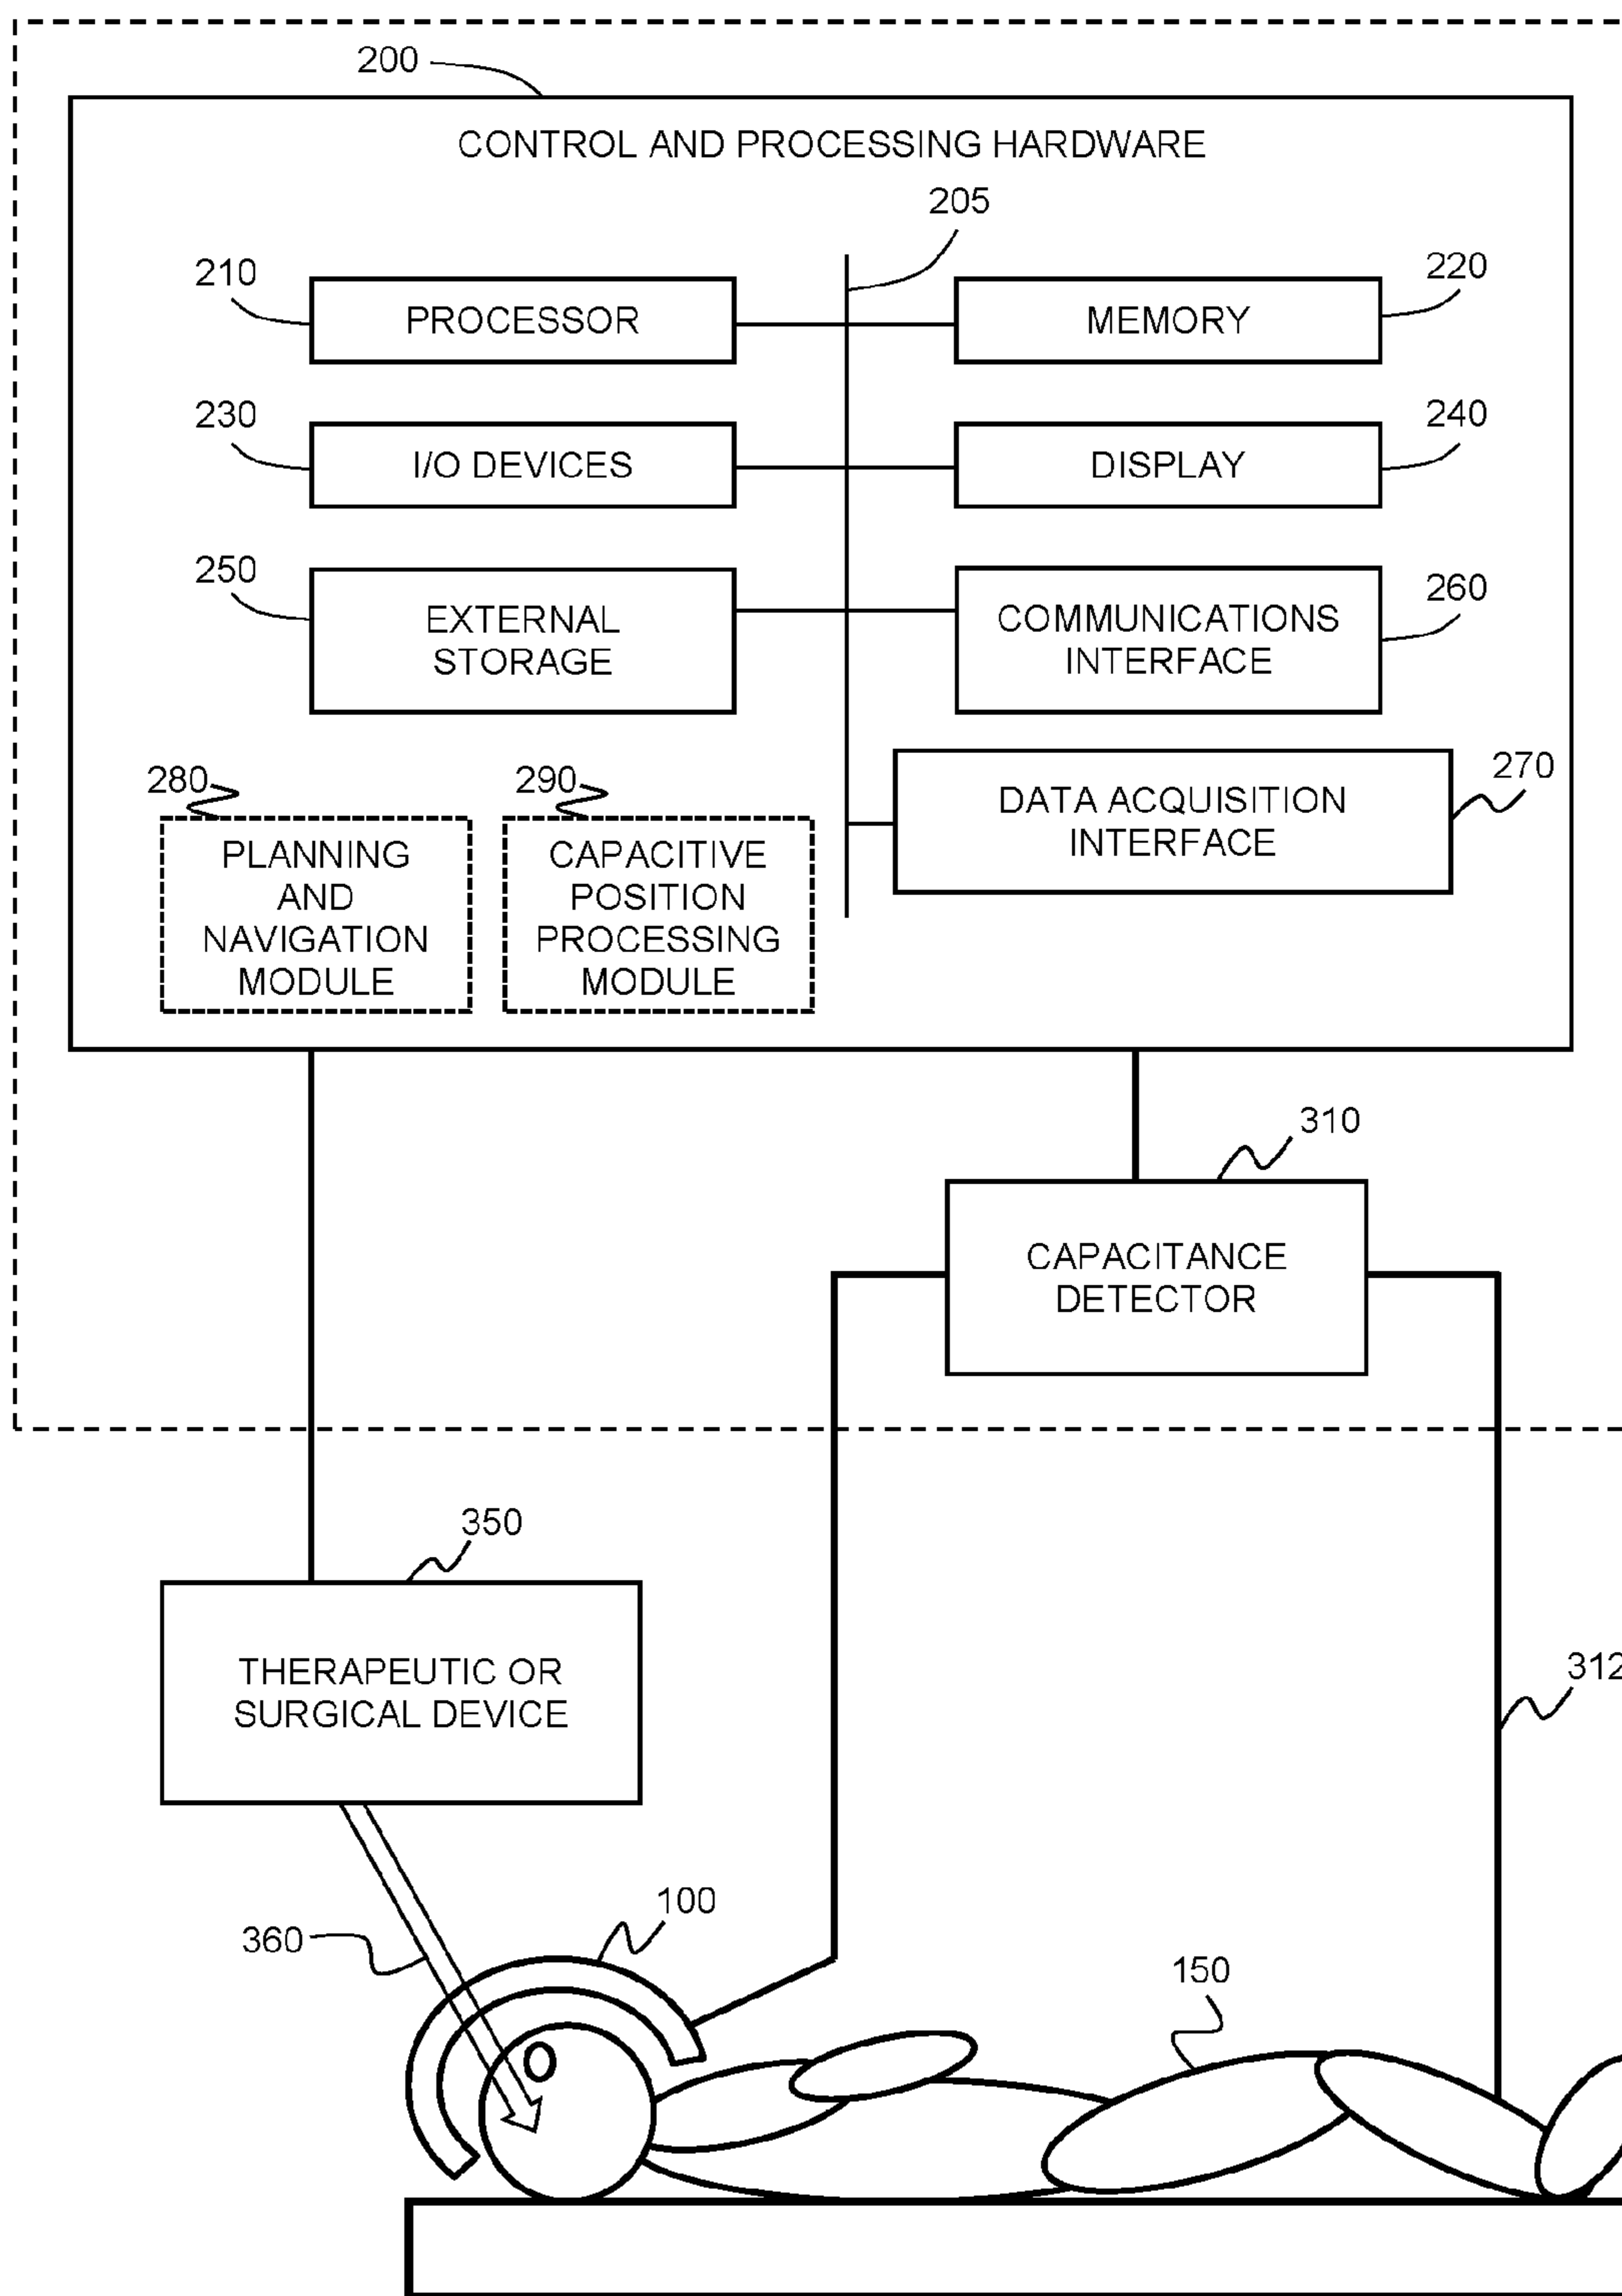 200
CONTROL AND PROCESSING HARDWARE
205
210
PROCESSOR
MEMORY
220
230
I/O DEVICES
DISPLAY
240
250
EXTERNAL
STORAGE
COMMUNICATIONS
INTERFACE
260
280
PLANNING
AND
NAVIGATION
MODULE
290
CAPACITIVE
POSITION
PROCESSING
MODULE
DATA ACQUISITION
INTERFACE
270
310
CAPACITANCE
DETECTOR
350
THERAPEUTIC OR
SURGICAL DEVICE
312
100
360
150